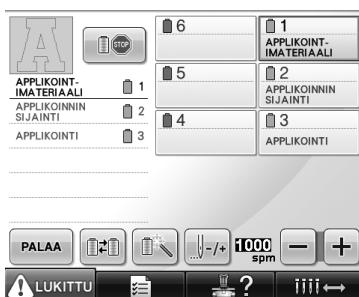 A
STOP
APPLIKOINT-
IMATERIAALI
1
APPLIKOINNIN
SIJAINTI
2
APPLIKOINTI
3
6
1
APPLIKOINT-
IMATERIAALI
5
2
APPLIKOINNIN
SIJAINTI
4
3
APPLIKOINTI
PALAA
-/+
1000
spm
−
+
LUKITTU
?